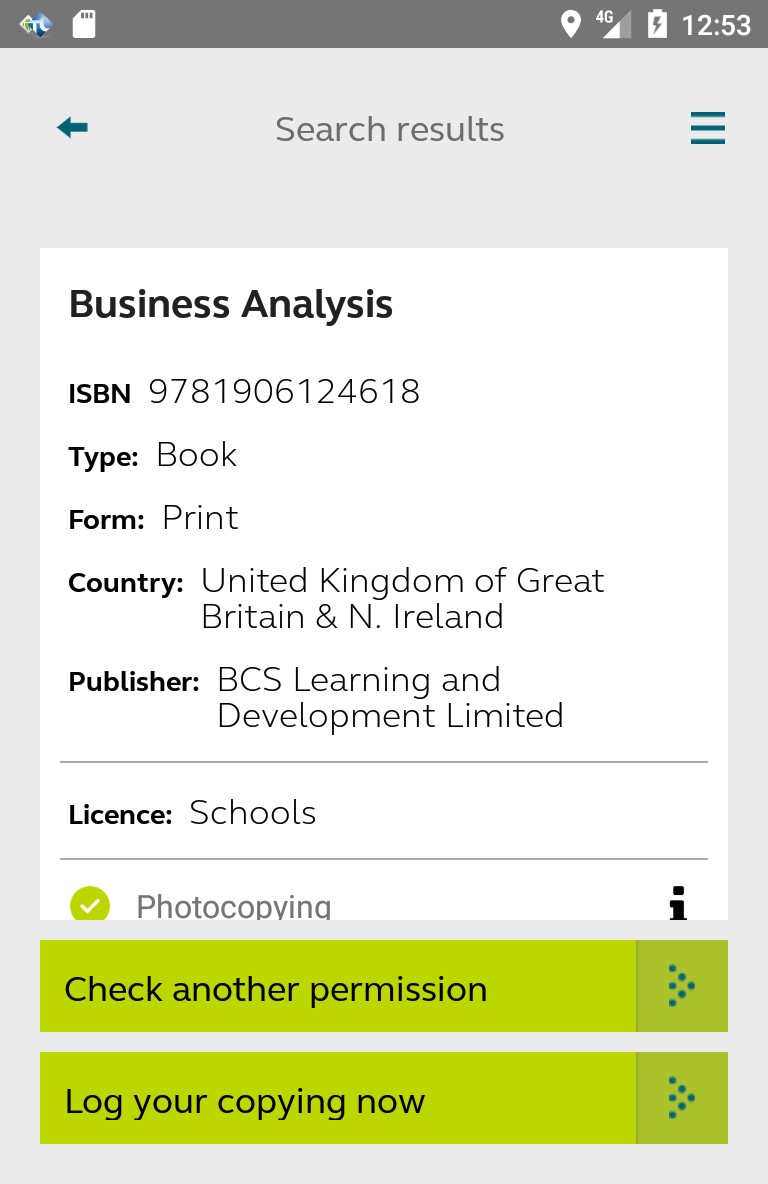 4G 12:53
Search results
Business Analysis
ISBN 9781906124618
Type: Book
Form: Print
Country: United Kingdom of Great
Britain & N. Ireland
Publisher: BCS Learning and
Development Limited
Licence: Schools
Photocopying
Check another permission
Log your copying now